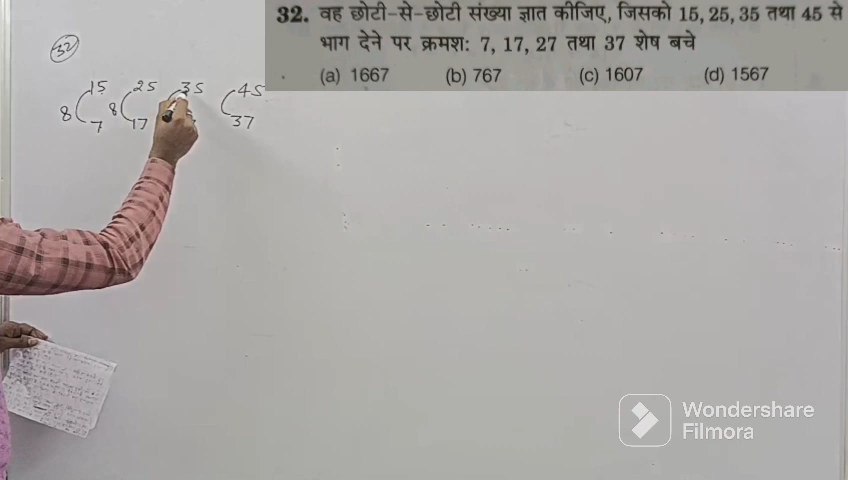 32. वह छोटी-से-छोटी संख्या ज्ञात कीजिए, जिसको 15, 25, 35 तथा 45 से
भाग देने पर क्रमशः 7, 17, 27 तथा 37 शेष बचे
(a) 1667 (b) 767 (c) 1607 (d) 1567
32
15 25 35 45
8 8
7 17 37
Wondershare
Filmora